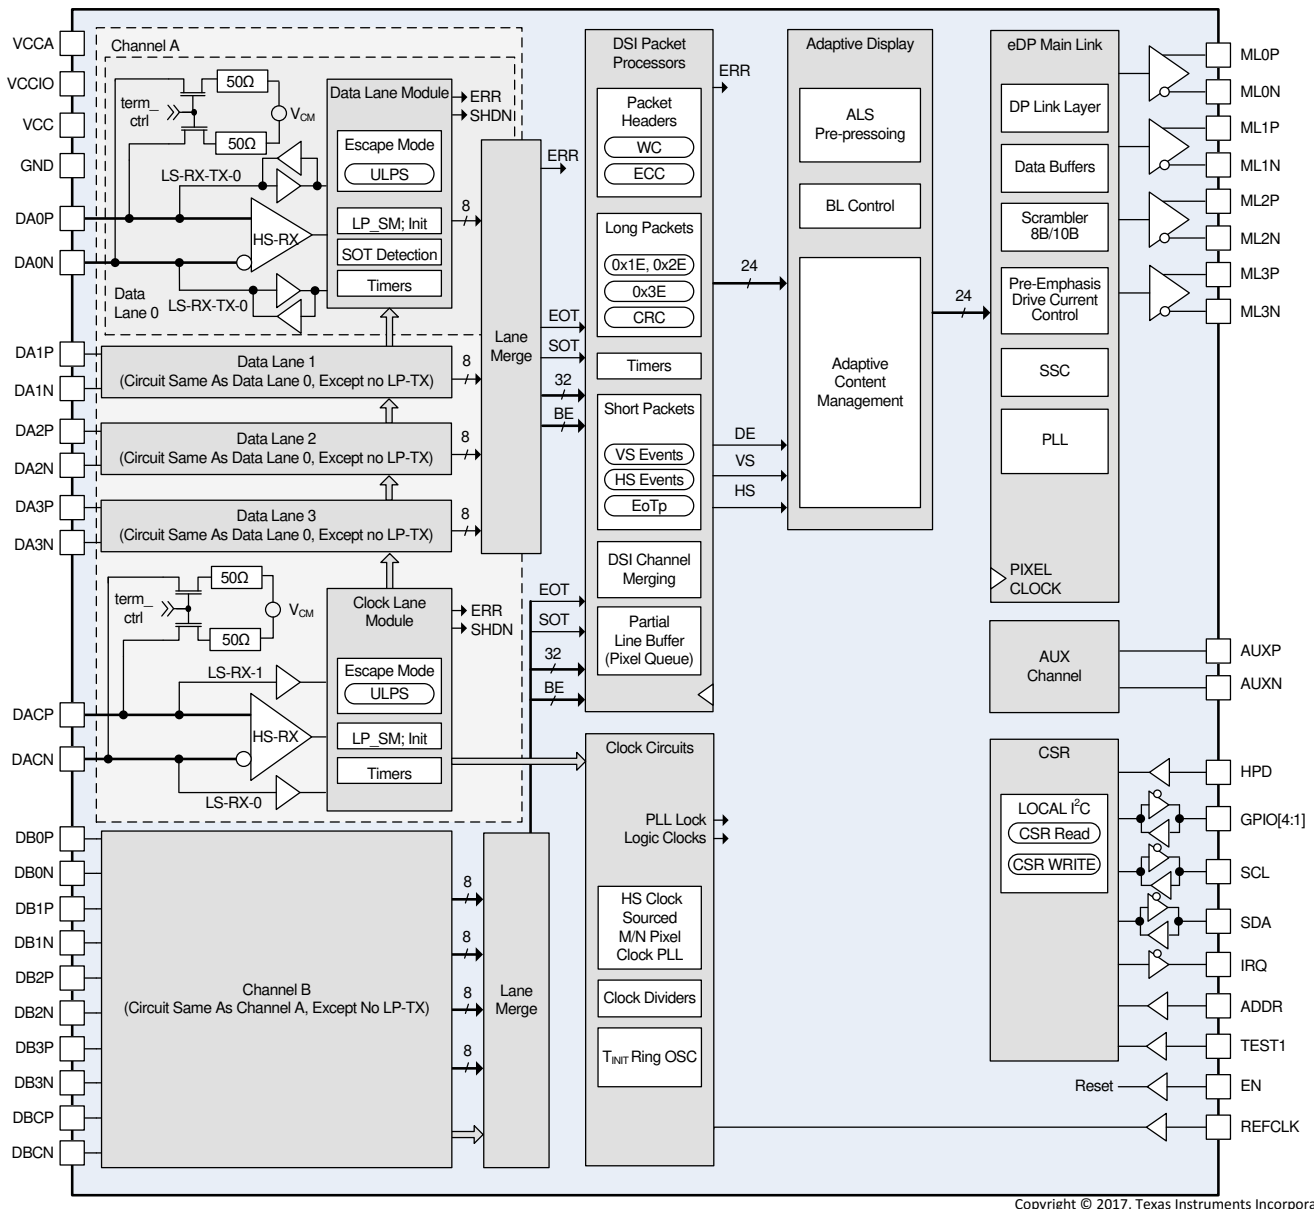 VCCA
VCCIO
VCC
GND
DA0P
DA0N
DA1P
DA1N
DA2P
DA2N
DA3P
DA3N
DACP
DACN
DB0P
DB0N
DB1P
DB1N
DB2P
DB2N
DB3P
DB3N
DBCP
DBCN
Channel A
50Ω
term_
ctrl
VCM
50Ω
LS-RX-TX-0
HS-RX
LS-RX-TX-0
Data
Lane 0
Data Lane Module
ERR
SHDN
Escape Mode
ULPS
LP_SM; Init
SOT Detection
Timers
8
Data Lane 1
(Circuit Same As Data Lane 0, Except no LP-TX)
8
Data Lane 2
(Circuit Same As Data Lane 0, Except no LP-TX)
8
Data Lane 3
(Circuit Same As Data Lane 0, Except no LP-TX)
8
50Ω
term_
ctrl
VCM
50Ω
LS-RX-1
HS-RX
LS-RX-0
Clock Lane
Module
ERR
SHDN
Escape Mode
ULPS
LP_SM; Init
Timers
Lane
Merge
ERR
EOT
SOT
32
BE
Channel B
(Circuit Same As Channel A, Except No LP-TX)
8
8
8
8
Lane
Merge
EOT
SOT
32
BE
DSI Packet
Processors
ERR
Packet
Headers
WC
ECC
Long Packets
0x1E, 0x2E
0x3E
CRC
Timers
Short Packets
VS Events
HS Events
EoTp
DSI Channel
Merging
Partial
Line Buffer
(Pixel Queue)
24
DE
VS
HS
Clock Circuits
PLL Lock
Logic Clocks
HS Clock
Sourced
M/N Pixel
Clock PLL
Clock Dividers
TINIT Ring OSC
Adaptive Display
ALS
Pre-pressoing
BL Control
Adaptive
Content
Management
24
eDP Main Link
DP Link Layer
Data Buffers
Scrambler
8B/10B
Pre-Emphasis
Drive Current
Control
SSC
PLL
PIXEL
CLOCK
AUX
Channel
CSR
LOCAL I²C
CSR Read
CSR WRITE
Reset
ML0P
ML0N
ML1P
ML1N
ML2P
ML2N
ML3P
ML3N
AUXP
AUXN
HPD
GPIO[4:1]
SCL
SDA
IRQ
ADDR
TEST1
EN
REFCLK
Copyright © 2017, Texas Instruments Incorpora